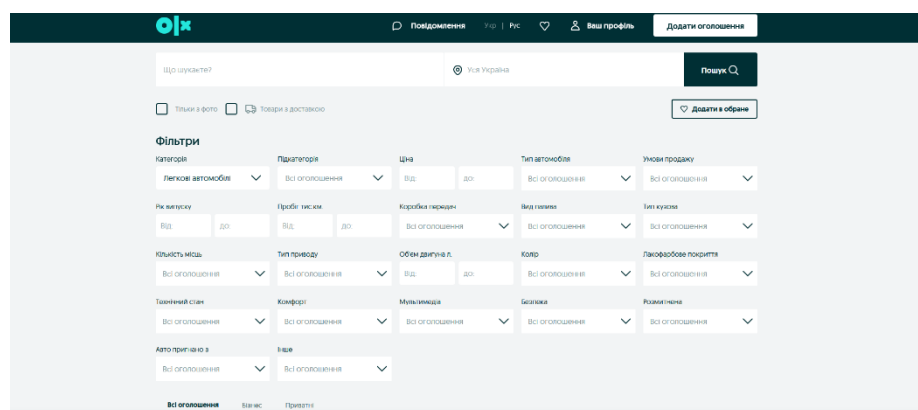 olx Повідомлення Укр | Рус Ваш профіль Додати оголошення
Що шукаєте? Уся Україна Пошук
Тільки з фото Товари з доставкою Додати в обране
Фільтри
Категорія Підкатегорія Ціна Тип автомобіля Умови продажу
Легкові автомобілі Всі оголошення Від: до: Всі оголошення Всі оголошення
Рік випуску Пробіг тис.км. Коробка передач Вид палива Тип кузова
Від: до: Від: до: Всі оголошення Всі оголошення Всі оголошення
Кількість місць Тип приводу Об'єм двигуна л. Колір Лакофарбове покриття
Всі оголошення Всі оголошення Від: до: Всі оголошення Всі оголошення
Технічний стан Комфорт Мультимедіа Безпека Розмитнена
Всі оголошення Всі оголошення Всі оголошення Всі оголошення Всі оголошення
Авто пригнано з Інше
Всі оголошення Всі оголошення
Всі оголошення Бізнес Приватні